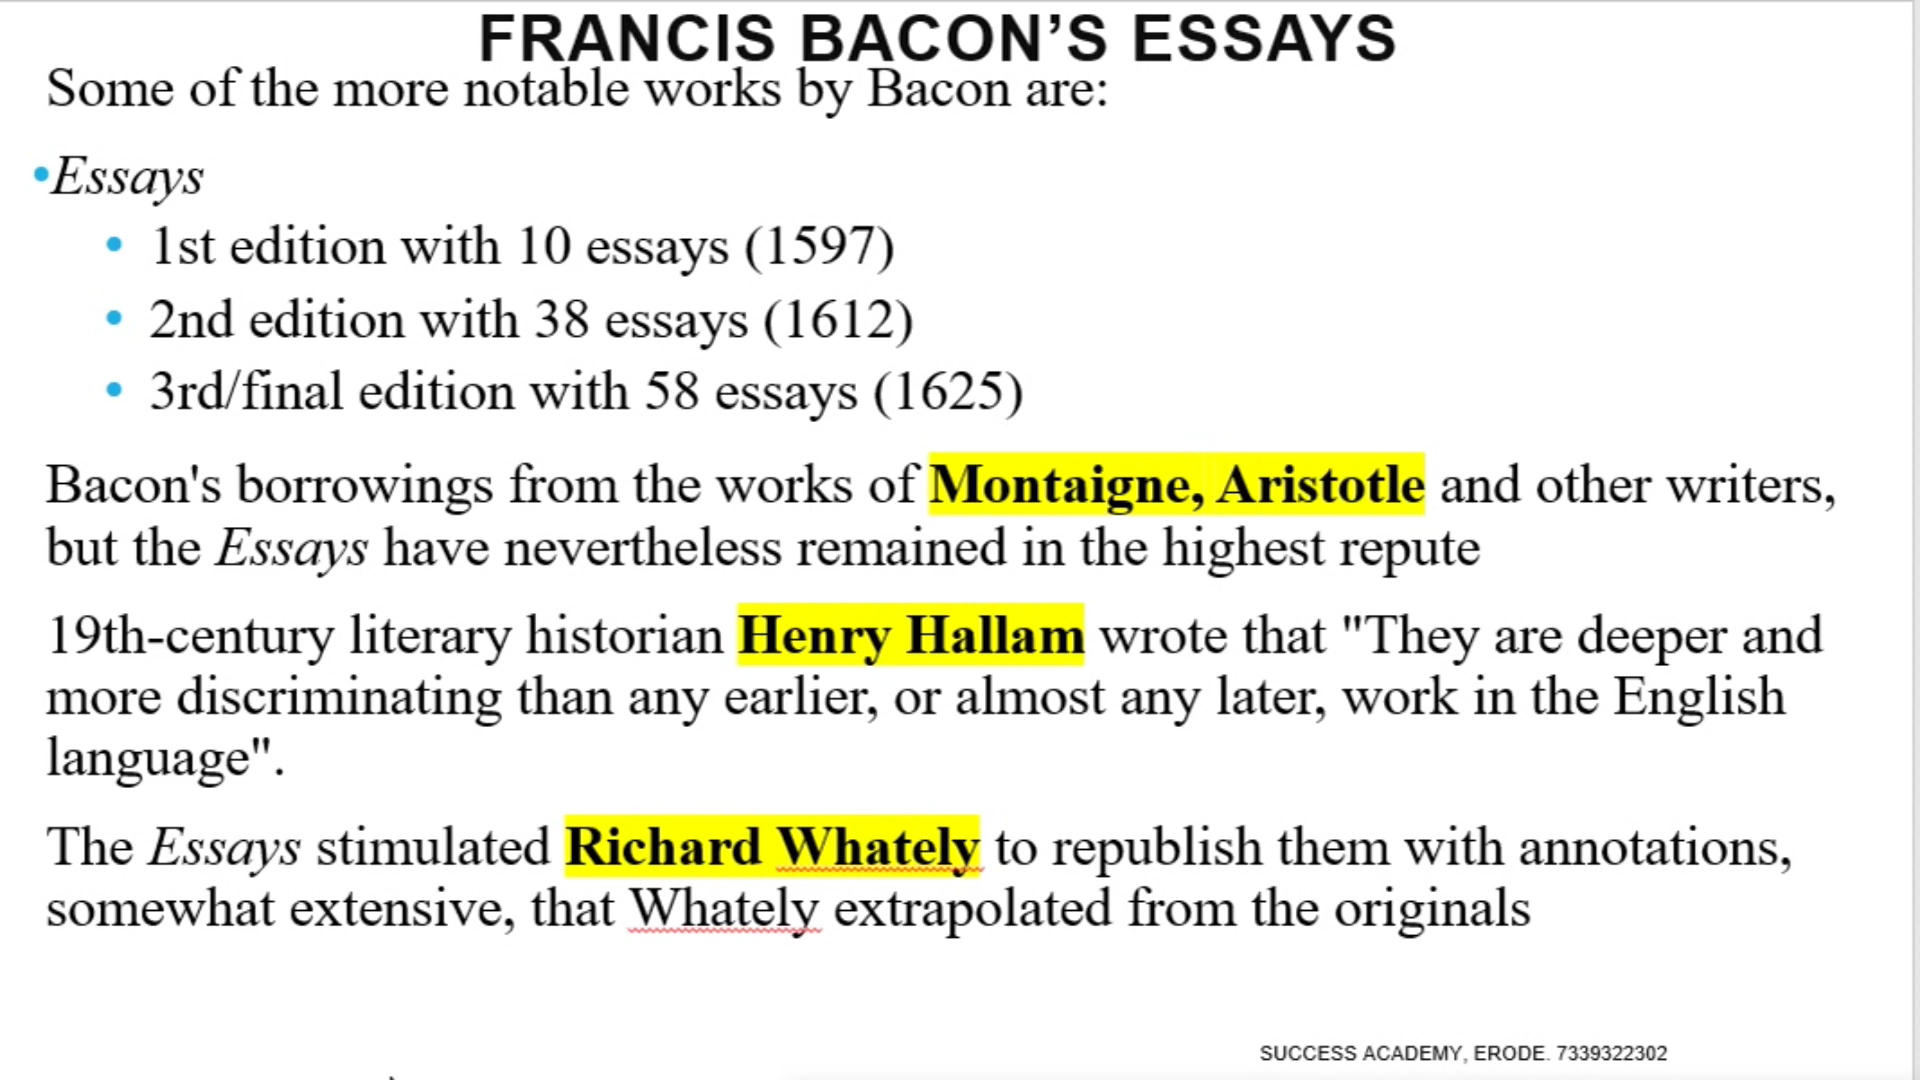 FRANCIS BACON’S ESSAYS
Some of the more notable works by Bacon are:
•Essays
• 1st edition with 10 essays (1597)
• 2nd edition with 38 essays (1612)
• 3rd/final edition with 58 essays (1625)
Bacon's borrowings from the works of Montaigne, Aristotle and other writers,
but the Essays have nevertheless remained in the highest repute
19th-century literary historian Henry Hallam wrote that "They are deeper and
more discriminating than any earlier, or almost any later, work in the English
language".
The Essays stimulated Richard Whately to republish them with annotations,
somewhat extensive, that Whately extrapolated from the originals
SUCCESS ACADEMY, ERODE. 7339322302